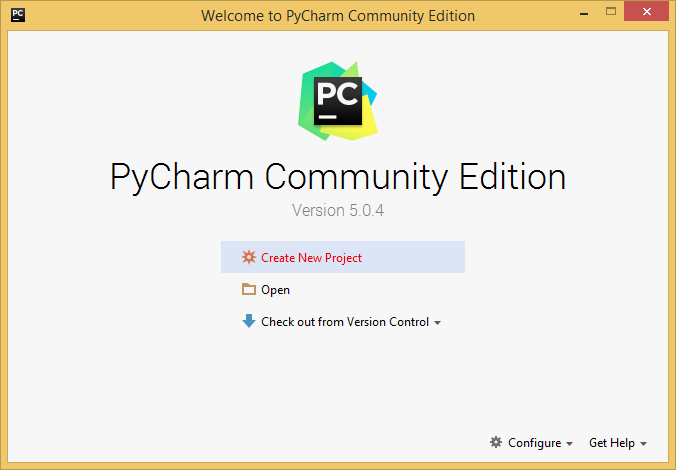 PC
Welcome to PyCharm Community Edition
PC
PyCharm Community Edition
Version 5.0.4
Create New Project
Open
Check out from Version Control
Configure Get Help